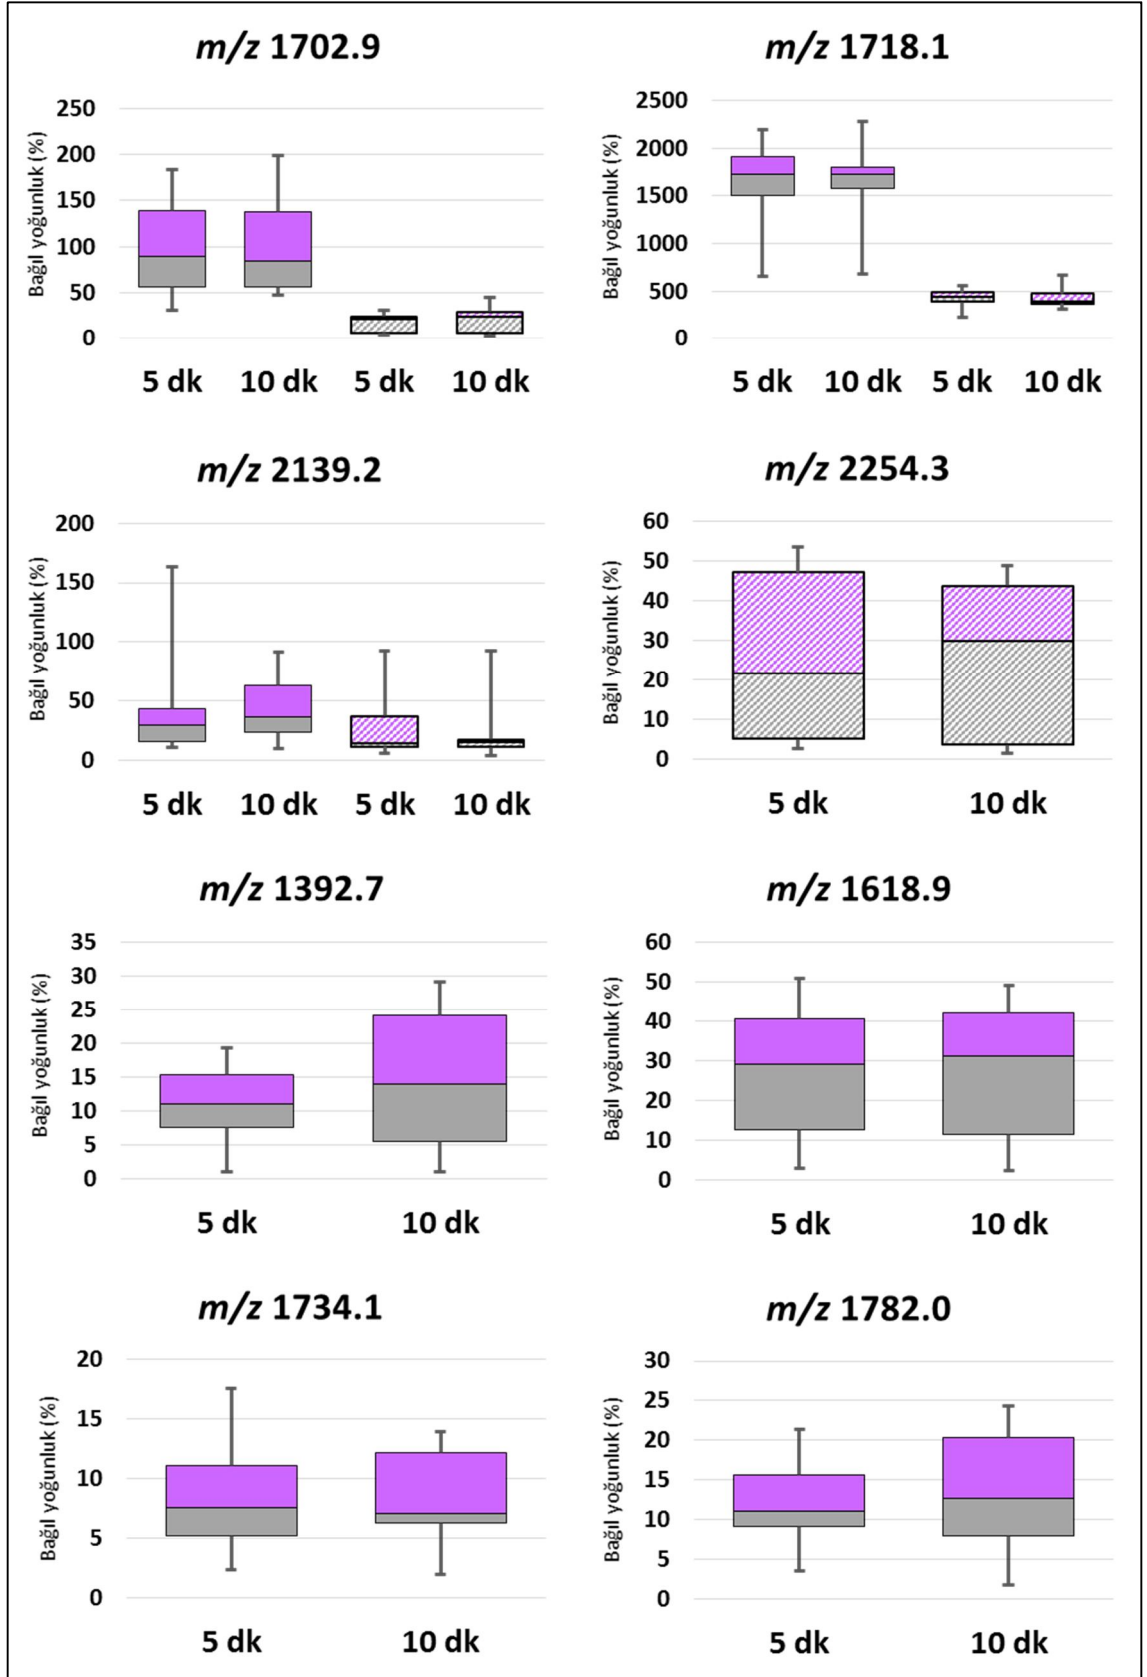 m/z 1702.9
Bağıl yoğunluk (%)
250
200
150
100
50
0
5 dk 10 dk 5 dk 10 dk
m/z 1718.1
Bağıl yoğunluk (%)
2500
2000
1500
1000
500
0
5 dk 10 dk 5 dk 10 dk
m/z 2139.2
Bağıl yoğunluk (%)
200
150
100
50
0
5 dk 10 dk 5 dk 10 dk
m/z 2254.3
Bağıl yoğunluk (%)
60
50
40
30
20
10
0
5 dk 10 dk
m/z 1392.7
Bağıl yoğunluk (%)
35
30
25
20
15
10
5
0
5 dk 10 dk
m/z 1618.9
Bağıl yoğunluk (%)
60
50
40
30
20
10
0
5 dk 10 dk
m/z 1734.1
Bağıl yoğunluk (%)
20
15
10
5
0
5 dk 10 dk
m/z 1782.0
Bağıl yoğunluk (%)
30
25
20
15
10
5
0
5 dk 10 dk